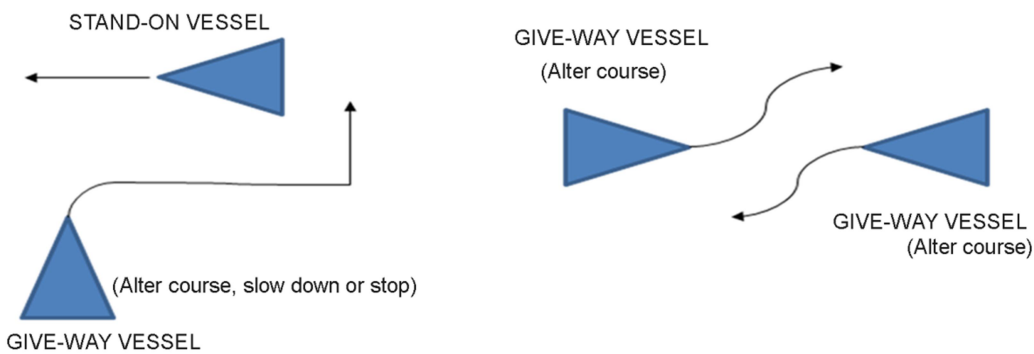 STAND-ON VESSEL
(Alter course, slow down or stop)
GIVE-WAY VESSEL
GIVE-WAY VESSEL
(Alter course)
GIVE-WAY VESSEL
(Alter course)